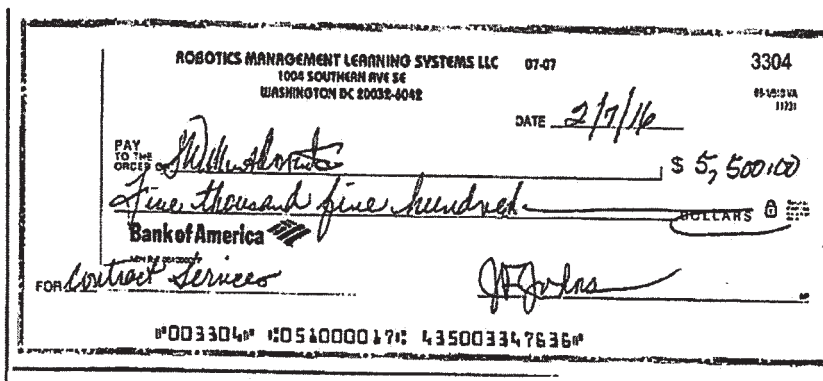 ROBOTICS MANAGEMENT LEARNING SYSTEMS LLC 07-07 3304
1004 SOUTHERN AVE SE
WASHINGTON DC 20032-4042
DATE 2/7/16
PAY TO THE ORDER OF $ 5,500.00
Five thousand five hundred DOLLARS
Bank of America
FOR Contract Services
⑈003304⑈ ⑆051000017⑆ 435003347636⑈